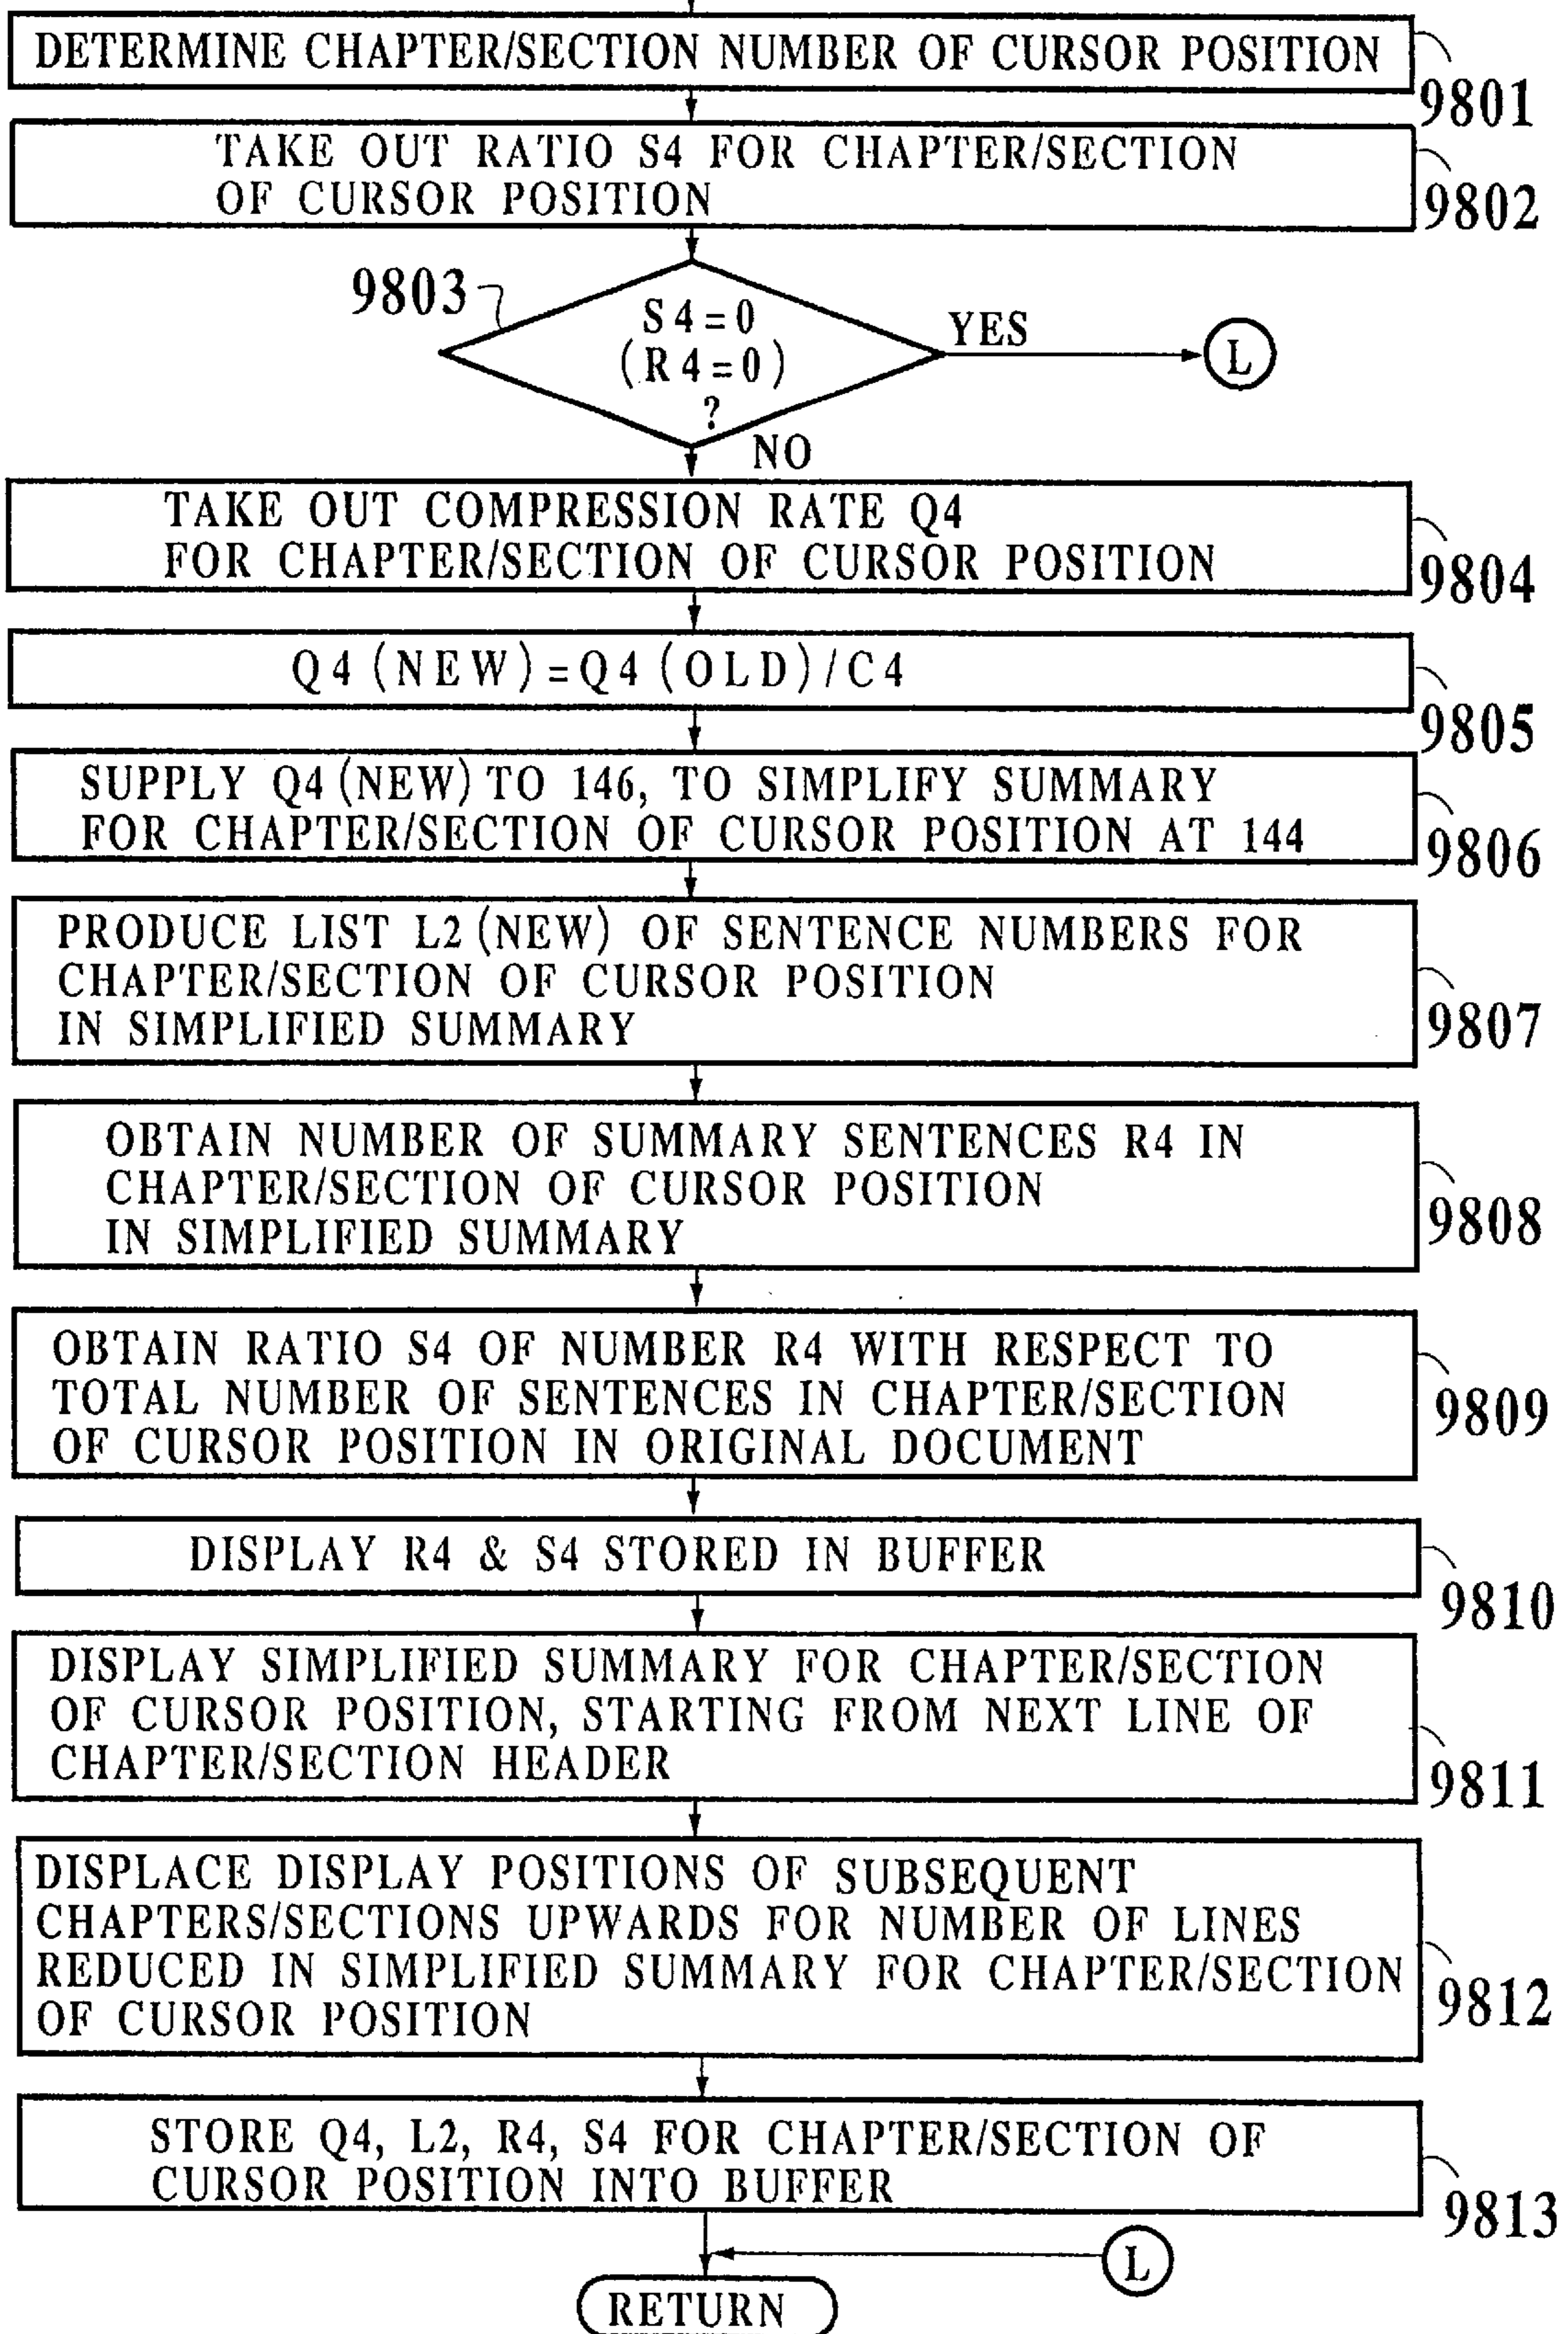 DETERMINE CHAPTER/SECTION NUMBER OF CURSOR POSITION
9801
TAKE OUT RATIO S4 FOR CHAPTER/SECTION
OF CURSOR POSITION
9802
9803
S4=0
(R4=0)
?
YES
L
NO
TAKE OUT COMPRESSION RATE Q4
FOR CHAPTER/SECTION OF CURSOR POSITION
9804
Q4(NEW)=Q4(OLD)/C4
9805
SUPPLY Q4(NEW) TO 146, TO SIMPLIFY SUMMARY
FOR CHAPTER/SECTION OF CURSOR POSITION AT 144
9806
PRODUCE LIST L2(NEW) OF SENTENCE NUMBERS FOR
CHAPTER/SECTION OF CURSOR POSITION
IN SIMPLIFIED SUMMARY
9807
OBTAIN NUMBER OF SUMMARY SENTENCES R4 IN
CHAPTER/SECTION OF CURSOR POSITION
IN SIMPLIFIED SUMMARY
9808
OBTAIN RATIO S4 OF NUMBER R4 WITH RESPECT TO
TOTAL NUMBER OF SENTENCES IN CHAPTER/SECTION
OF CURSOR POSITION IN ORIGINAL DOCUMENT
9809
DISPLAY R4 & S4 STORED IN BUFFER
9810
DISPLAY SIMPLIFIED SUMMARY FOR CHAPTER/SECTION
OF CURSOR POSITION, STARTING FROM NEXT LINE OF
CHAPTER/SECTION HEADER
9811
DISPLACE DISPLAY POSITIONS OF SUBSEQUENT
CHAPTERS/SECTIONS UPWARDS FOR NUMBER OF LINES
REDUCED IN SIMPLIFIED SUMMARY FOR CHAPTER/SECTION
OF CURSOR POSITION
9812
STORE Q4, L2, R4, S4 FOR CHAPTER/SECTION OF
CURSOR POSITION INTO BUFFER
9813
L
RETURN